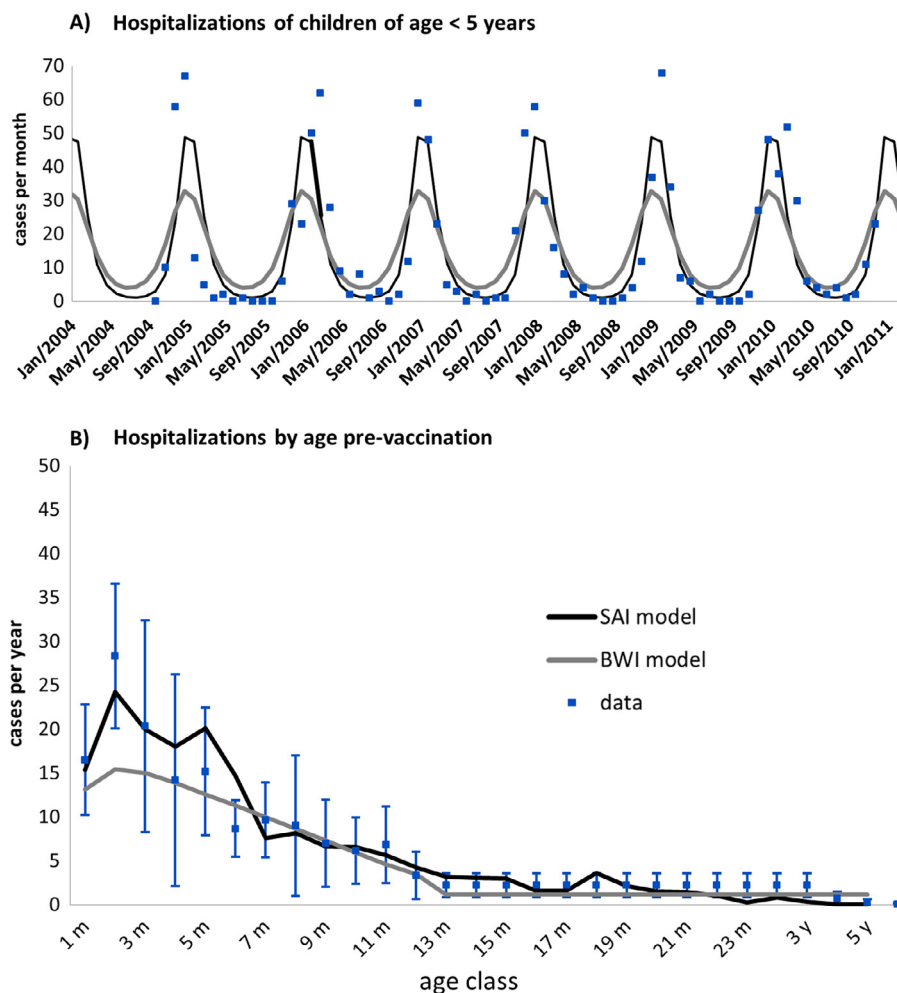 A) Hospitalizations of children of age < 5 years
cases per month
70
60
50
40
30
20
10
0
Jan/2004
May/2004
Sep/2004
Jan/2005
May/2005
Sep/2005
Jan/2006
May/2006
Sep/2006
Jan/2007
May/2007
Sep/2007
Jan/2008
May/2008
Sep/2008
Jan/2009
May/2009
Sep/2009
Jan/2010
May/2010
Sep/2010
Jan/2011
B) Hospitalizations by age pre-vaccination
cases per year
50
45
40
35
30
25
20
15
10
5
0
SAI model
BWI model
data
1 m
3 m
5 m
7 m
9 m
11 m
13 m
15 m
17 m
19 m
21 m
23 m
3 y
5 y
age class